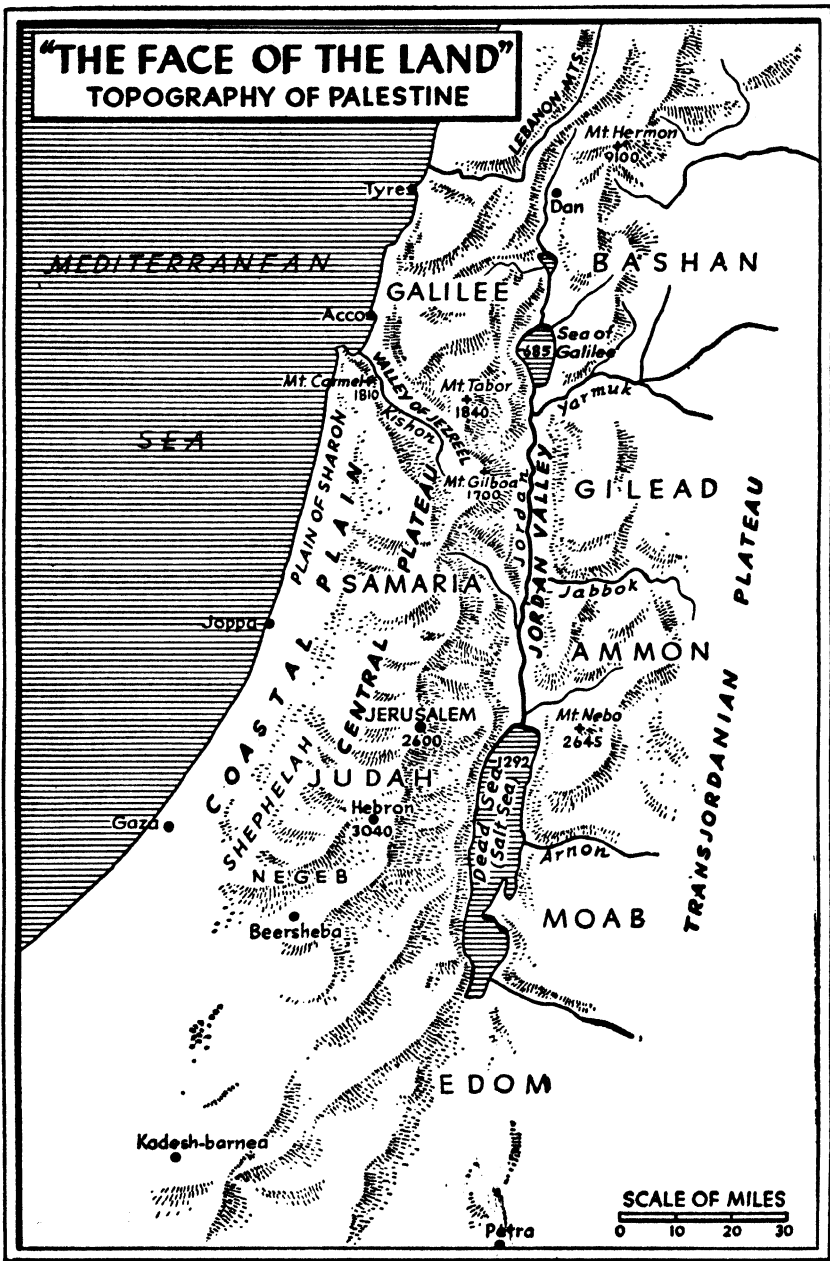 "THE FACE OF THE LAND"
TOPOGRAPHY OF PALESTINE
LEBANON MTS.
Mt. Hermon
9100
Tyre
Dan
MEDITERRANEAN
BASHAN
GALILEE
Acco
Sea of
Galilee
685
VALLEY OF JEZREEL
Mt. Carmel
1810
Mt. Tabor
1840
Kishon
Yarmuk
SEA
PLAIN OF SHARON
Mt. Gilboa
1700
GILEAD
Jordan
JORDAN VALLEY
SAMARIA
Jabbok
Joppa
COASTAL PLAIN
CENTRAL PLATEAU
AMMON
TRANSJORDANIAN PLATEAU
JERUSALEM
2600
Mt. Nebo
2645
1292
SHEPHELAH
JUDAH
Dead Sea
(Salt Sea)
Hebron
3040
Gaza
Arnon
NEGEB
MOAB
Beersheba
EDOM
Kadesh-barnea
SCALE OF MILES
0 10 20 30
Petra